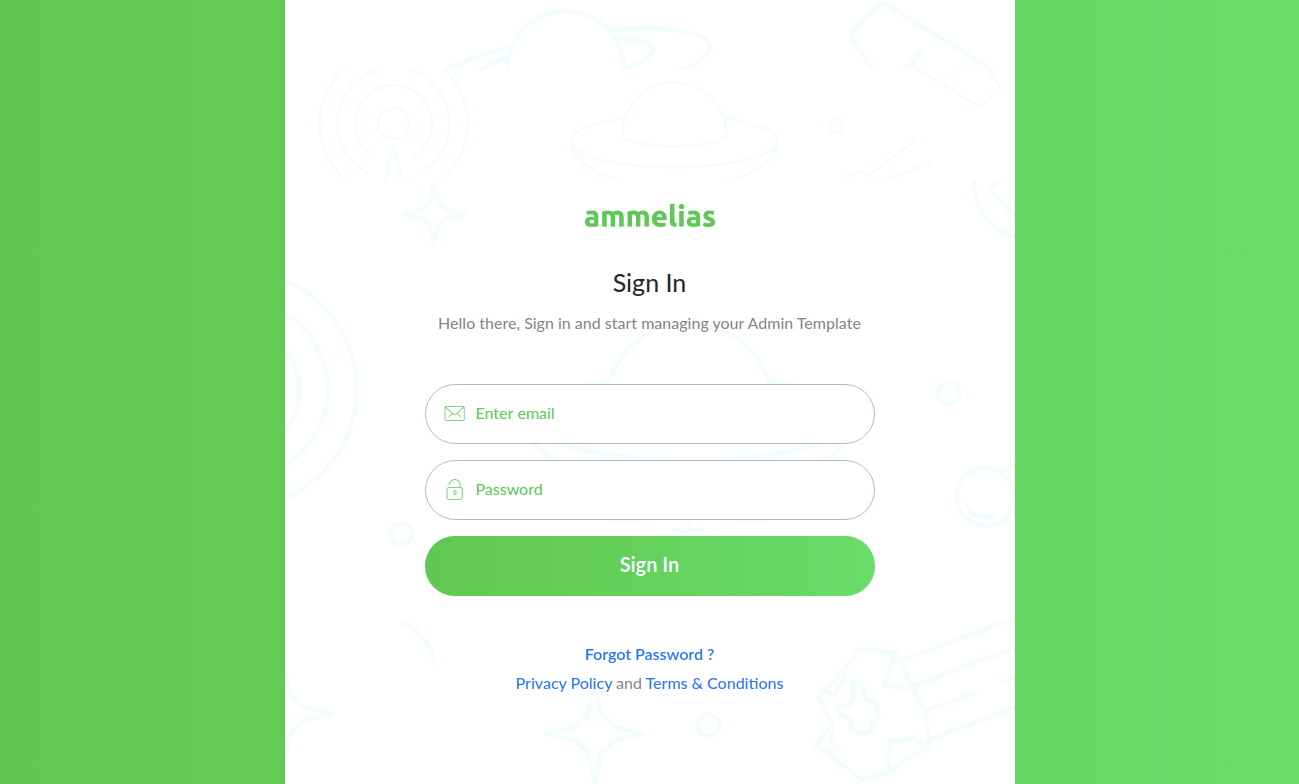 ammelias
Sign In
Hello there, Sign in and start managing your Admin Template
Enter email
Password
Sign In
Forgot Password ?
Privacy Policy and Terms & Conditions